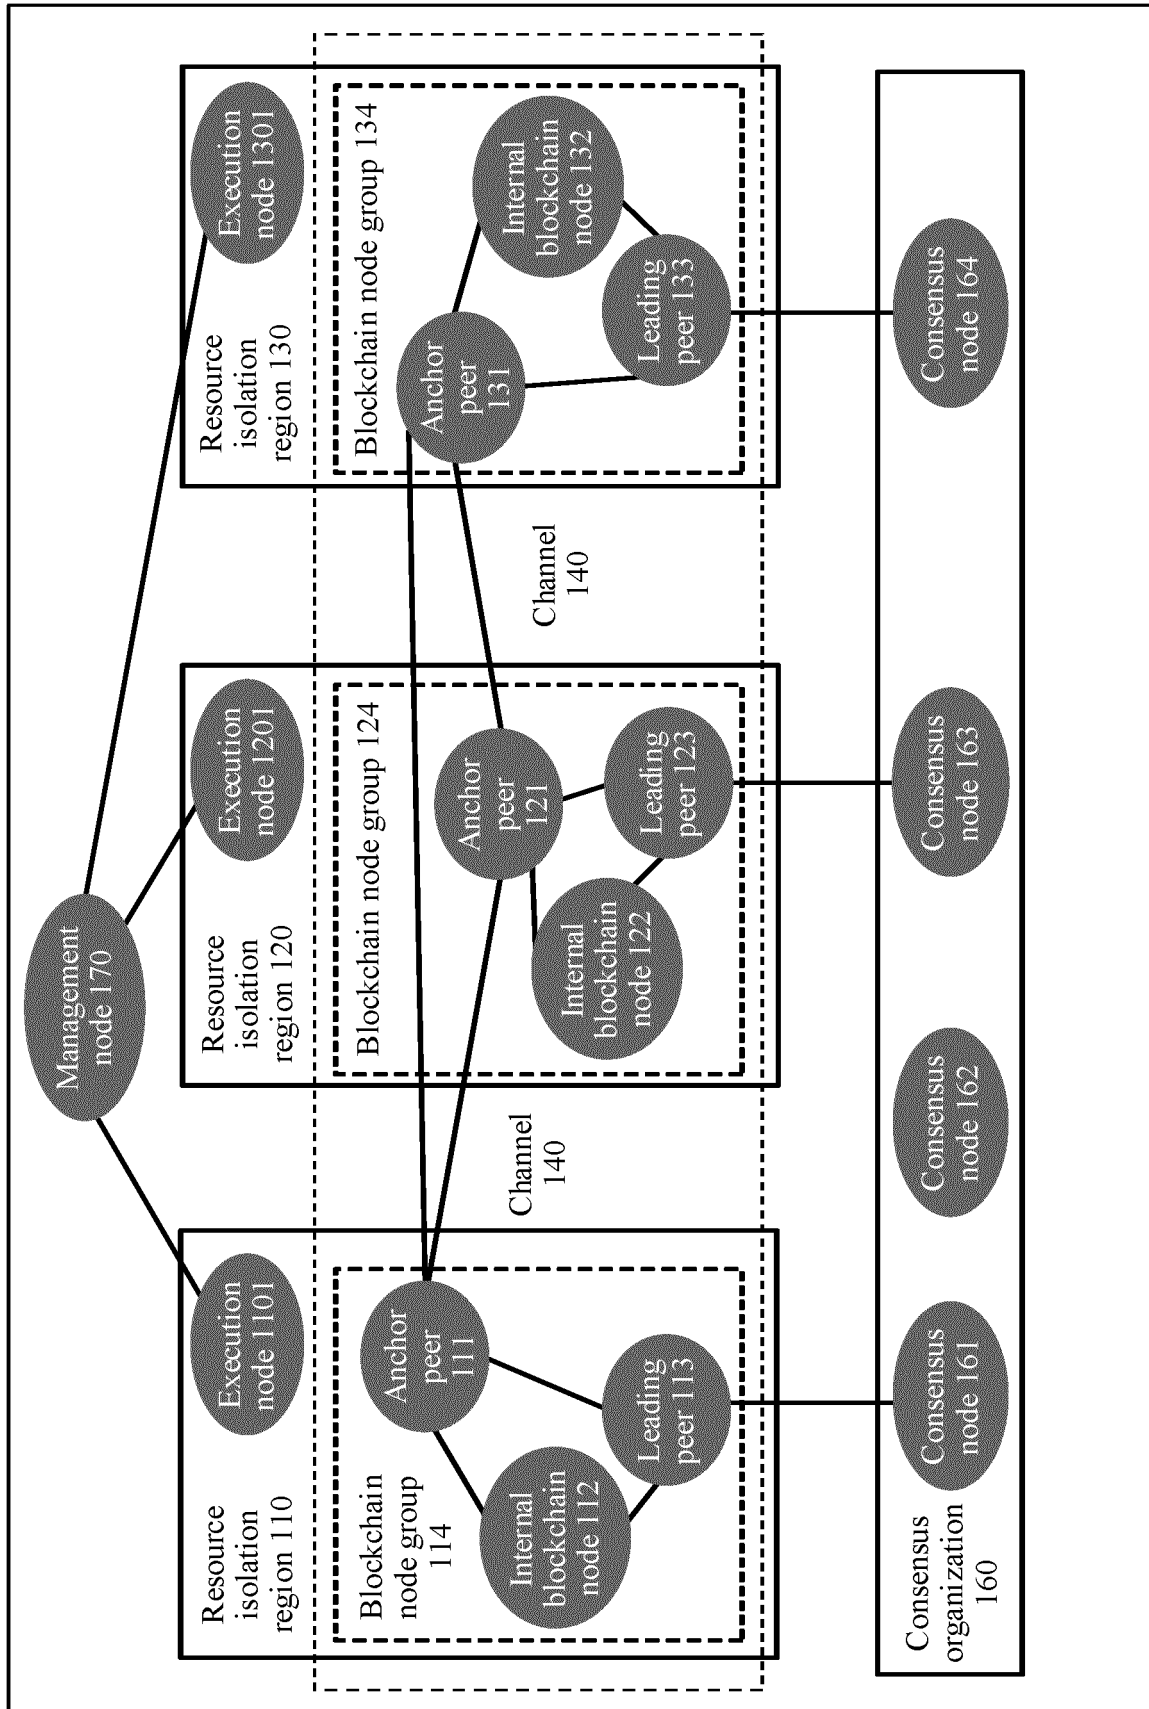 Management
node 170
Resource
isolation
region 110
Execution
node 1101
Resource
isolation
region 120
Execution
node 1201
Resource
isolation
region 130
Execution
node 1301
Blockchain
node group
114
Anchor
peer
111
Internal
blockchain
node 112
Leading
peer 113
Channel
140
Blockchain node group 124
Anchor
peer
121
Internal
blockchain
node 122
Leading
peer 123
Channel
140
Blockchain node group 134
Anchor
peer
131
Internal
blockchain
node 132
Leading
peer 133
Consensus
organization
160
Consensus
node 161
Consensus
node 162
Consensus
node 163
Consensus
node 164